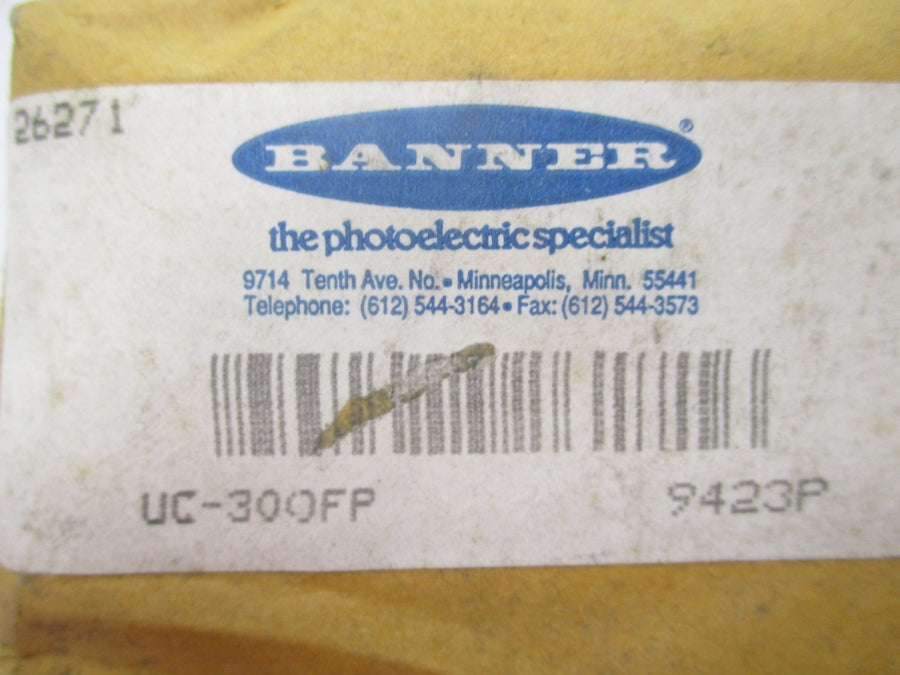 26271
BANNER®
the photoelectric specialist
9714 Tenth Ave. No. • Minneapolis, Minn. 55441
Telephone: (612) 544-3164 • Fax: (612) 544-3573
UC-300FP 9423P